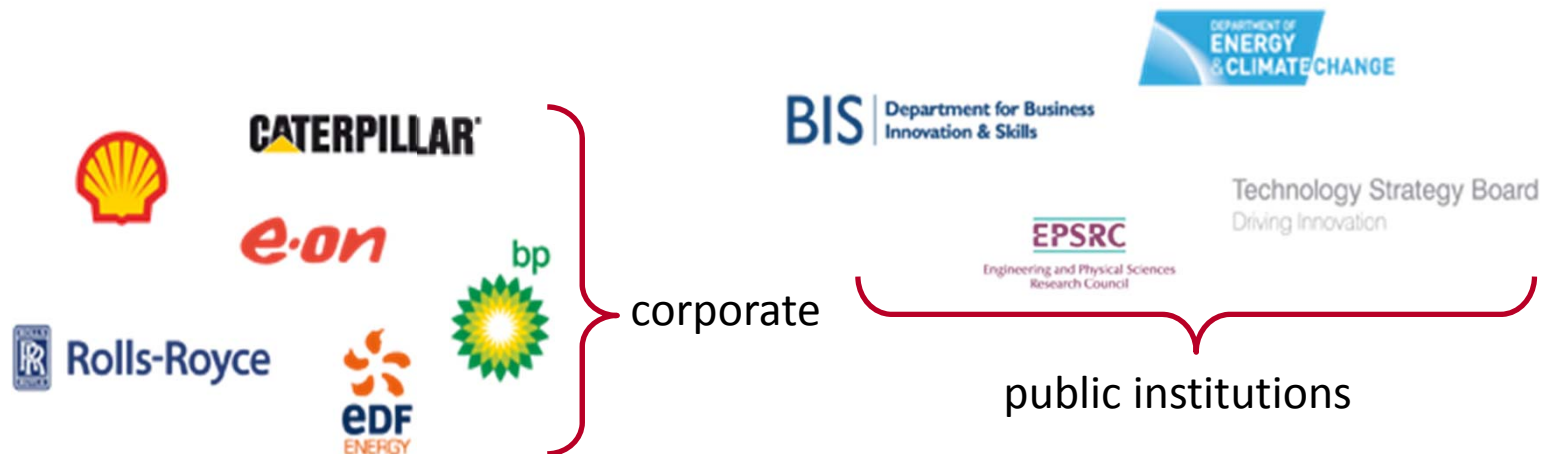 CATERPILLAR
e·on
bp
Rolls-Royce
eDF
ENERGY
corporate
DEPARTMENT OF
ENERGY
& CLIMATE CHANGE
BIS
Department for Business
Innovation & Skills
Technology Strategy Board
Driving Innovation
EPSRC
Engineering and Physical Sciences
Research Council
public institutions